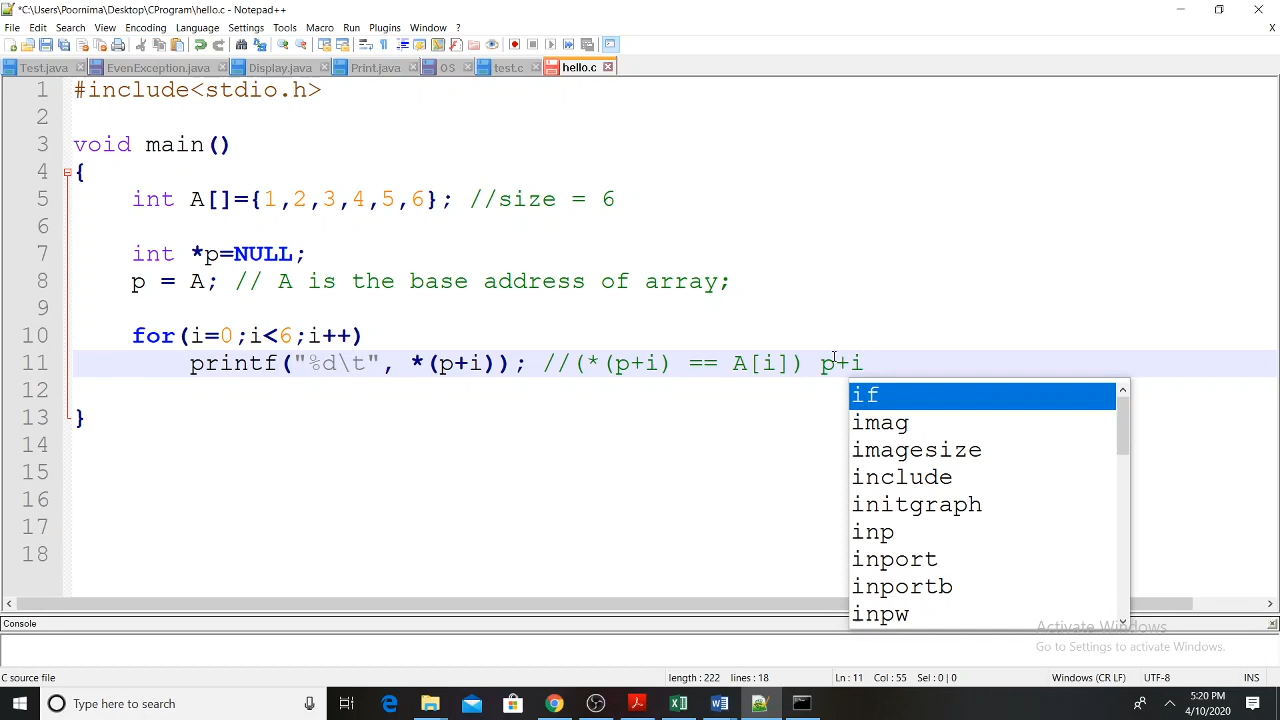 *C:\Users\Poornima\Desktop\CProgram\hello.c - Notepad++
File Edit Search View Encoding Language Settings Tools Macro Run Plugins Window ? X
Test.java EvenException.java Display.java Print.java OS test.c hello.c
1 #include<stdio.h>
2
3 void main()
4 {
5 int A[]={1,2,3,4,5,6}; //size = 6
6
7 int *p=NULL;
8 p = A; // A is the base address of array;
9
10 for(i=0;i<6;i++)
11 printf("%d\t", *(p+i)); //(*(p+i) == A[i]) p+i
12
13 }
14
15
16
17
18
if
imag
imagesize
include
initgraph
inp
inport
inportb
inpw
Console
Activate Windows
Go to Settings to activate Windows.
C source file length : 222 lines : 18 Ln : 11 Col : 55 Sel : 0 | 0 Windows (CR LF) UTF-8 INS
Type here to search
5:20 PM
4/10/2020